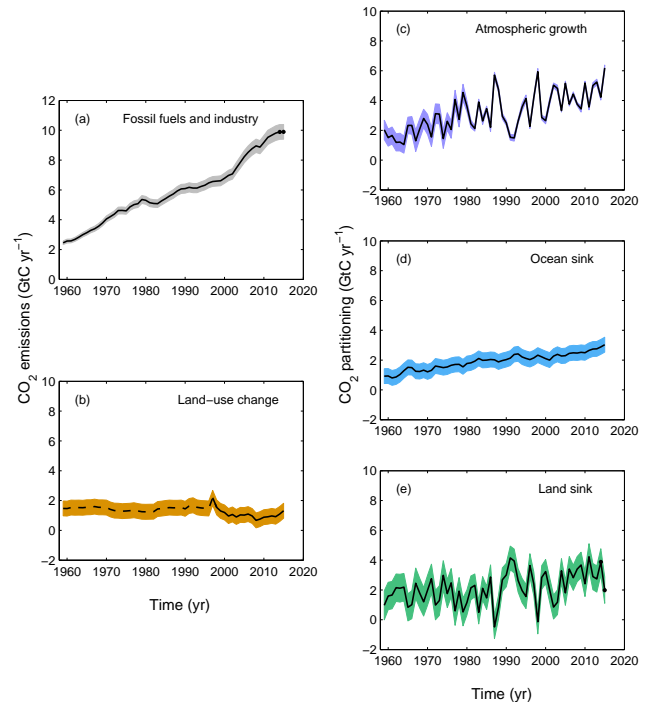 (a) Fossil fuels and industry
12
10
8
6
4
2
0
1960 1970 1980 1990 2000 2010
(b) Land−use change
10
8
6
4
2
0
−2
1960 1970 1980 1990 2000 2010
Time (yr)
CO2 emissions (GtC yr−1)
(c) Atmospheric growth
10
8
6
4
2
0
−2
1960 1970 1980 1990 2000 2010 2020
(d) Ocean sink
10
8
6
4
2
0
−2
1960 1970 1980 1990 2000 2010 2020
(e) Land sink
10
8
6
4
2
0
−2
1960 1970 1980 1990 2000 2010 2020
Time (yr)
CO2 partitioning (GtC yr−1)